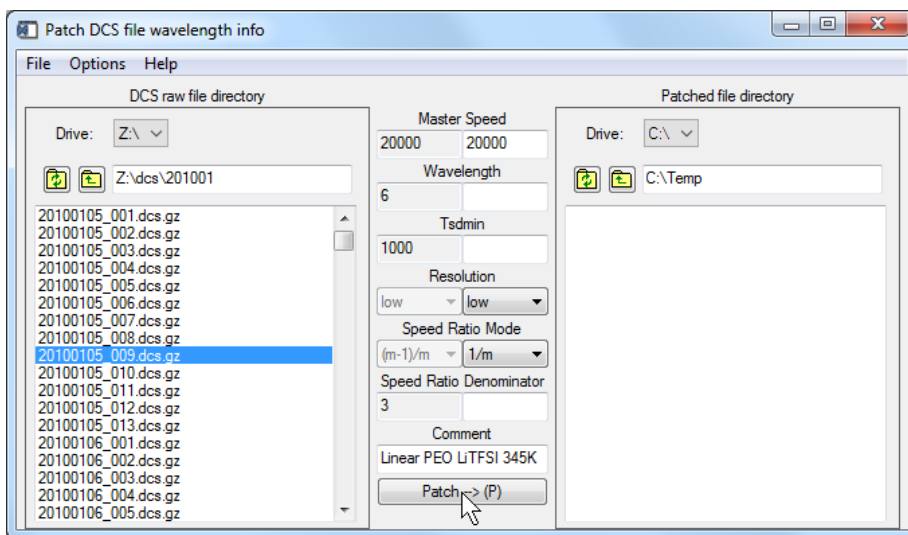 Patch DCS file wavelength info
File Options Help
DCS raw file directory
Drive: Z:\
Z:\dcs\201001
20100105_001.dcs.gz
20100105_002.dcs.gz
20100105_003.dcs.gz
20100105_004.dcs.gz
20100105_005.dcs.gz
20100105_006.dcs.gz
20100105_007.dcs.gz
20100105_008.dcs.gz
20100105_009.dcs.gz
20100105_010.dcs.gz
20100105_011.dcs.gz
20100105_012.dcs.gz
20100105_013.dcs.gz
20100106_001.dcs.gz
20100106_002.dcs.gz
20100106_003.dcs.gz
20100106_004.dcs.gz
20100106_005.dcs.gz
Master Speed
20000 20000
Wavelength
6
Tsdmin
1000
Resolution
low low
Speed Ratio Mode
(m-1)/m 1/m
Speed Ratio Denominator
3
Comment
Linear PEO LiTFSI 345K
Patch --> (P)
Patched file directory
Drive: C:\
C:\Temp